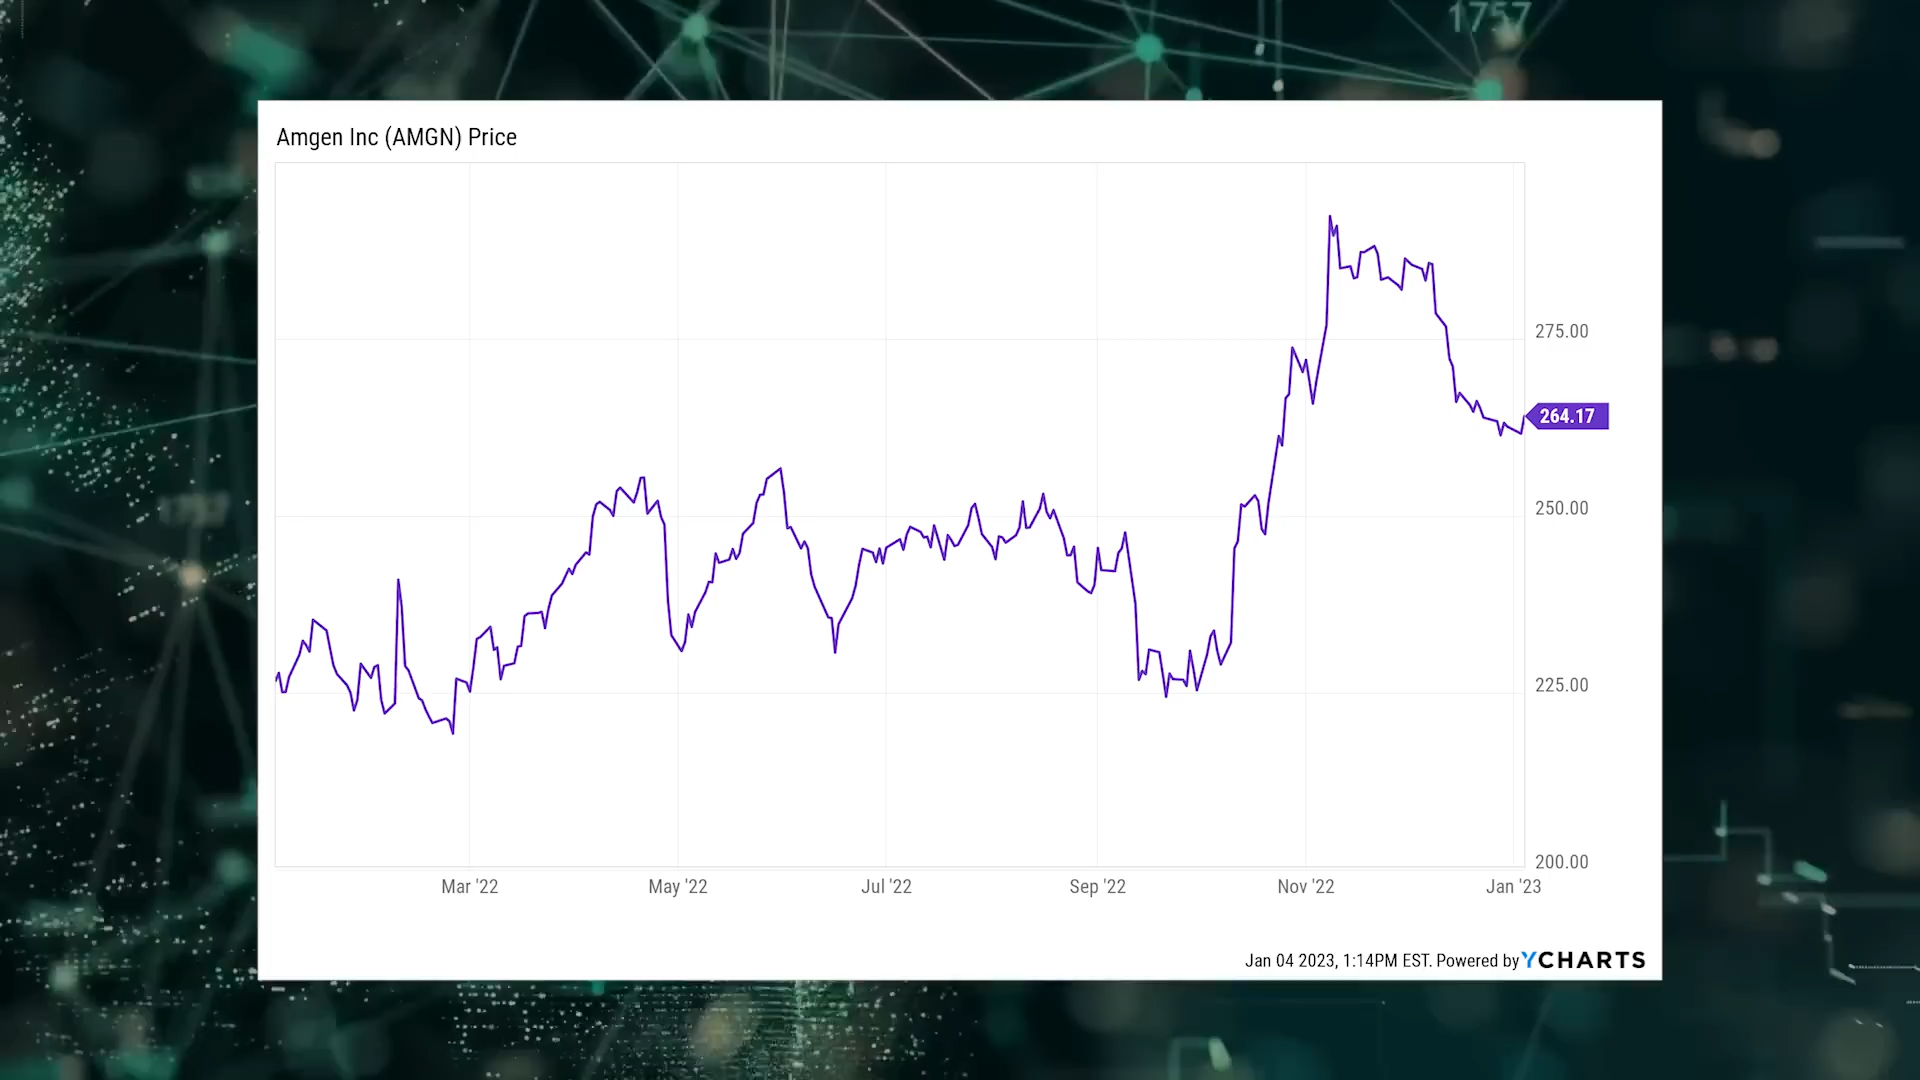 1757
Amgen Inc (AMGN) Price
275.00
264.17
250.00
225.00
200.00
Mar '22 May '22 Jul '22 Sep '22 Nov '22 Jan '23
Jan 04 2023, 1:14PM EST. Powered by YCHARTS